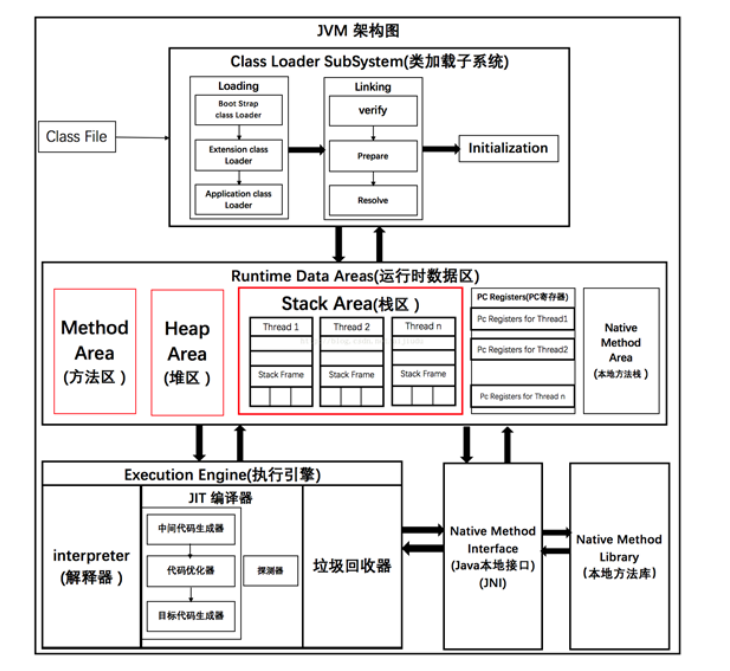 JVM 架构图
Class Loader SubSystem(类加载子系统)
Loading
Boot Strap
class Loader
Extension class
Loader
Application class
Loader
Linking
verify
Prepare
Resolve
Initialization
Class File
Runtime Data Areas(运行时数据区)
Method
Area
(方法区)
Heap
Area
(堆区)
Stack Area(栈区)
Thread 1
Thread 2
Thread n
Stack Frame
Stack Frame
Stack Frame
PC Registers(PC寄存器)
Pc Registers for Thread1
Pc Registers for Thread2
Pc Registers for Thread n
Native
Method
Area
(本地方法栈)
Execution Engine(执行引擎)
interpreter
(解释器)
JIT 编译器
中间代码生成器
代码优化器
目标代码生成器
探测器
垃圾回收器
Native Method
Interface
(Java本地接口)
(JNI)
Native Method
Library
(本地方法库)